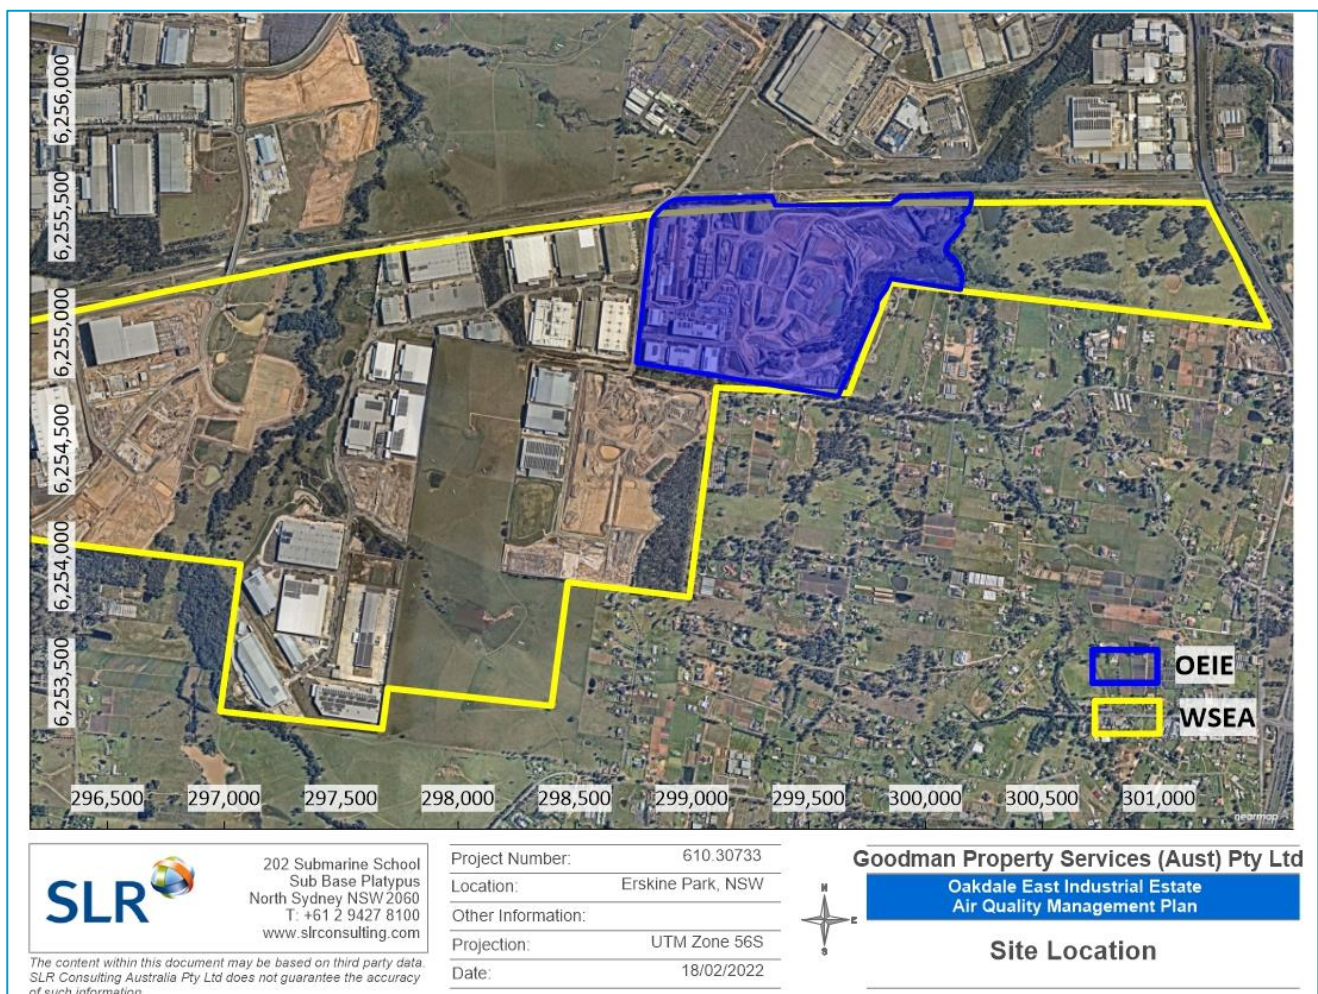 6,256,000
6,255,500
6,255,000
6,254,500
6,254,000
6,253,500
OEIE
WSEA
296,500 297,000 297,500 298,000 298,500 299,000 299,500 300,000 300,500 301,000
nearmap
SLR
202 Submarine School
Sub Base Platypus
North Sydney NSW 2060
T: +61 2 9427 8100
www.slrconsulting.com
The content within this document may be based on third party data.
SLR Consulting Australia Pty Ltd does not guarantee the accuracy
of such information.
Project Number: 610.30733
Location: Erskine Park, NSW
Other Information:
Projection: UTM Zone 56S
Date: 18/02/2022
N
E
S
Goodman Property Services (Aust) Pty Ltd
Oakdale East Industrial Estate
Air Quality Management Plan
Site Location